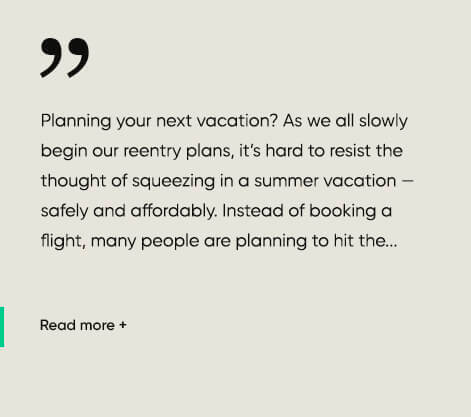 ”
Planning your next vacation? As we all slowly
begin our reentry plans, it’s hard to resist the
thought of squeezing in a summer vacation —
safely and affordably. Instead of booking a
flight, many people are planning to hit the...
Read more +